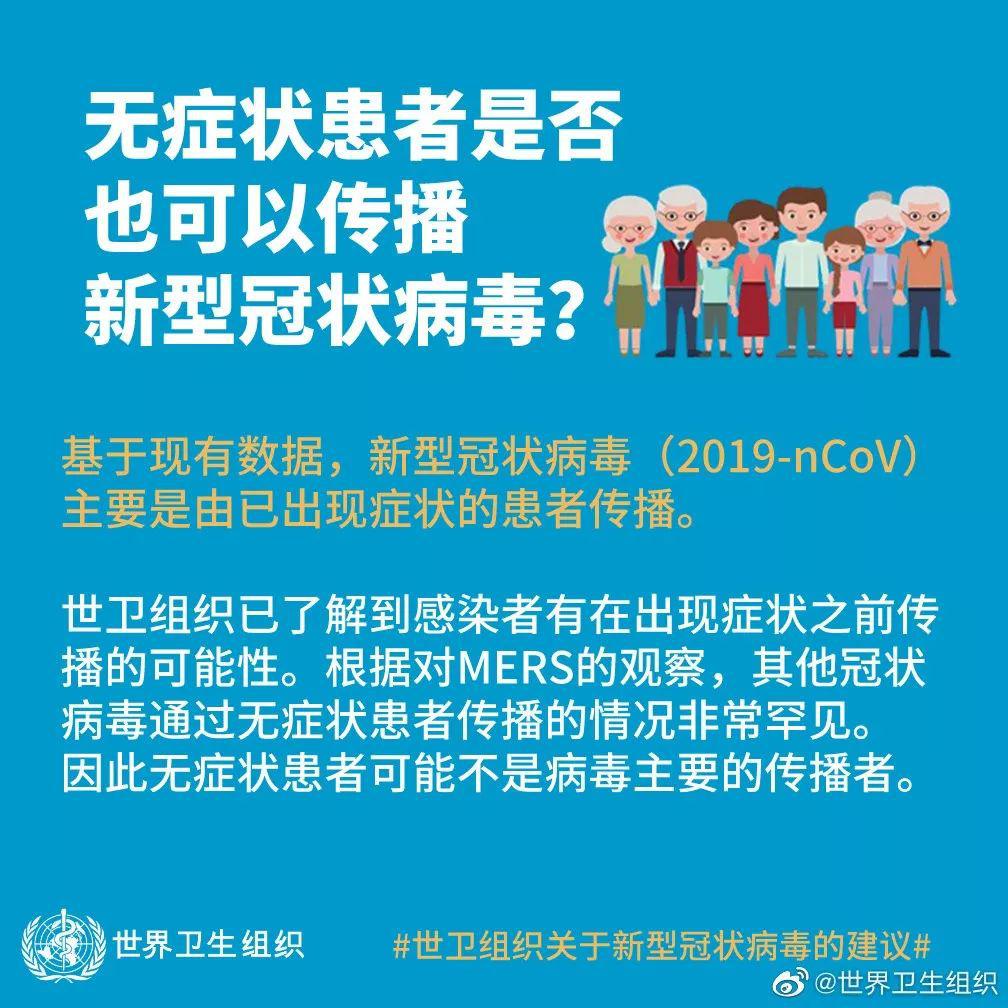 无症状患者是否
也可以传播
新型冠状病毒？
基于现有数据，新型冠状病毒（2019-nCoV）
主要是由已出现症状的患者传播。
世卫组织已了解到感染者有在出现症状之前传
播的可能性。根据对MERS的观察，其他冠状
病毒通过无症状患者传播的情况非常罕见。
因此无症状患者可能不是病毒主要的传播者。
世界卫生组织
#世卫组织关于新型冠状病毒的建议#
@世界卫生组织